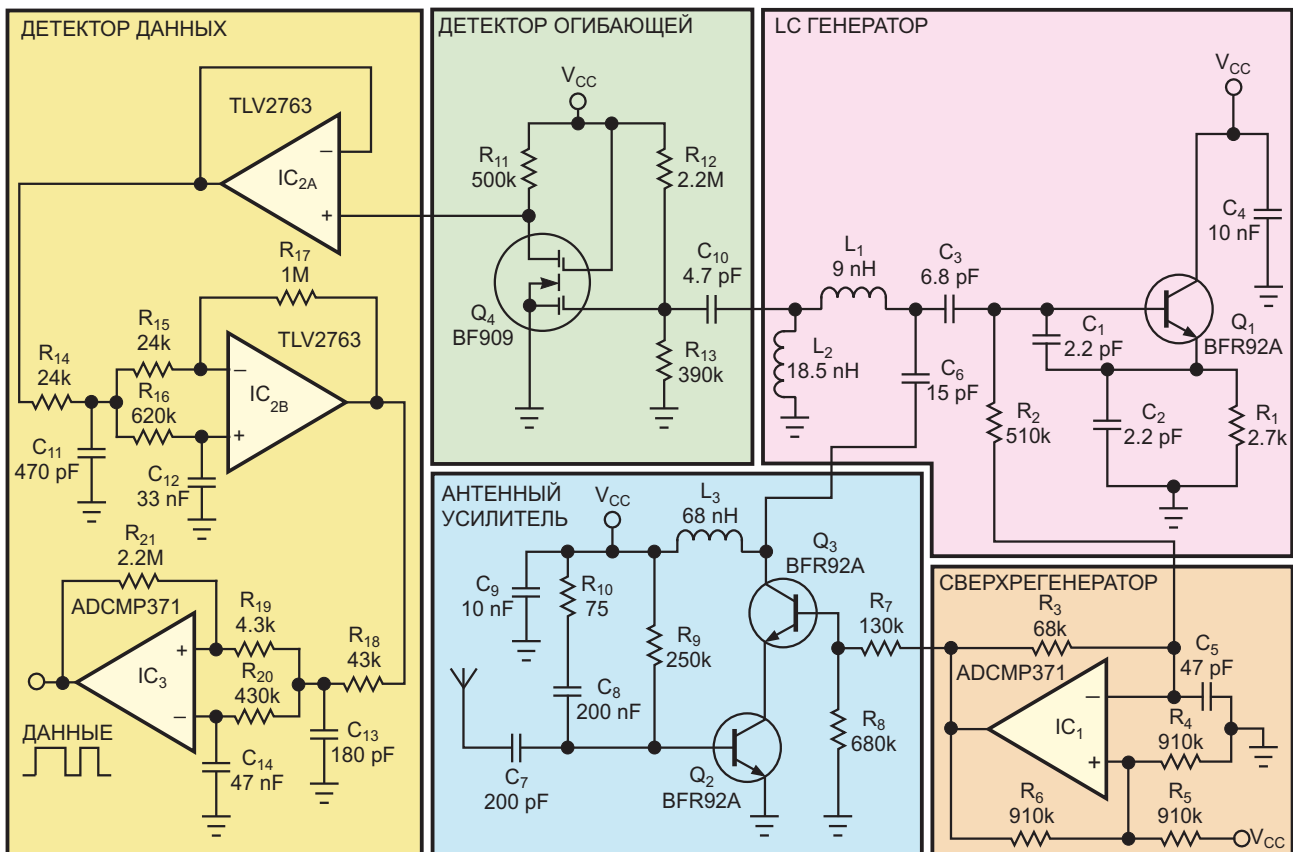 ДЕТЕКТОР ДАННЫХ
TLV2763
IC2A
–
+
R17
1M
TLV2763
R15
24k
R14
24k
R16
620k
IC2B
–
+
C11
470 pF
C12
33 nF
R21
2.2M
ADCMP371
R19
4.3k
R18
43k
IC3
+
–
R20
430k
ДАННЫЕ
C13
180 pF
C14
47 nF
ДЕТЕКТОР ОГИБАЮЩЕЙ
VCC
R11
500k
R12
2.2M
C10
4.7 pF
Q4
BF909
R13
390k
LC ГЕНЕРАТОР
VCC
C4
10 nF
L1
9 nH
C3
6.8 pF
Q1
BFR92A
C1
2.2 pF
L2
18.5 nH
C6
15 pF
R2
510k
C2
2.2 pF
R1
2.7k
АНТЕННЫЙ
УСИЛИТЕЛЬ
VCC
L3
68 nH
Q3
BFR92A
C9
10 nF
R10
75
R9
250k
R7
130k
C8
200 nF
R8
680k
C7
200 pF
Q2
BFR92A
СВЕРХРЕГЕНЕРАТОР
R3
68k
ADCMP371
C5
47 pF
IC1
–
+
R4
910k
R6
910k
R5
910k
VCC